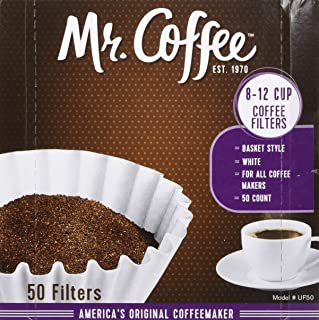 Mr. Coffee™
EST. 1970
8-12 CUP
COFFEE
FILTERS
BASKET STYLE
WHITE
FOR ALL COFFEE
MAKERS
50 COUNT
50 Filters
Model # UF50
AMERICA'S ORIGINAL COFFEEMAKER